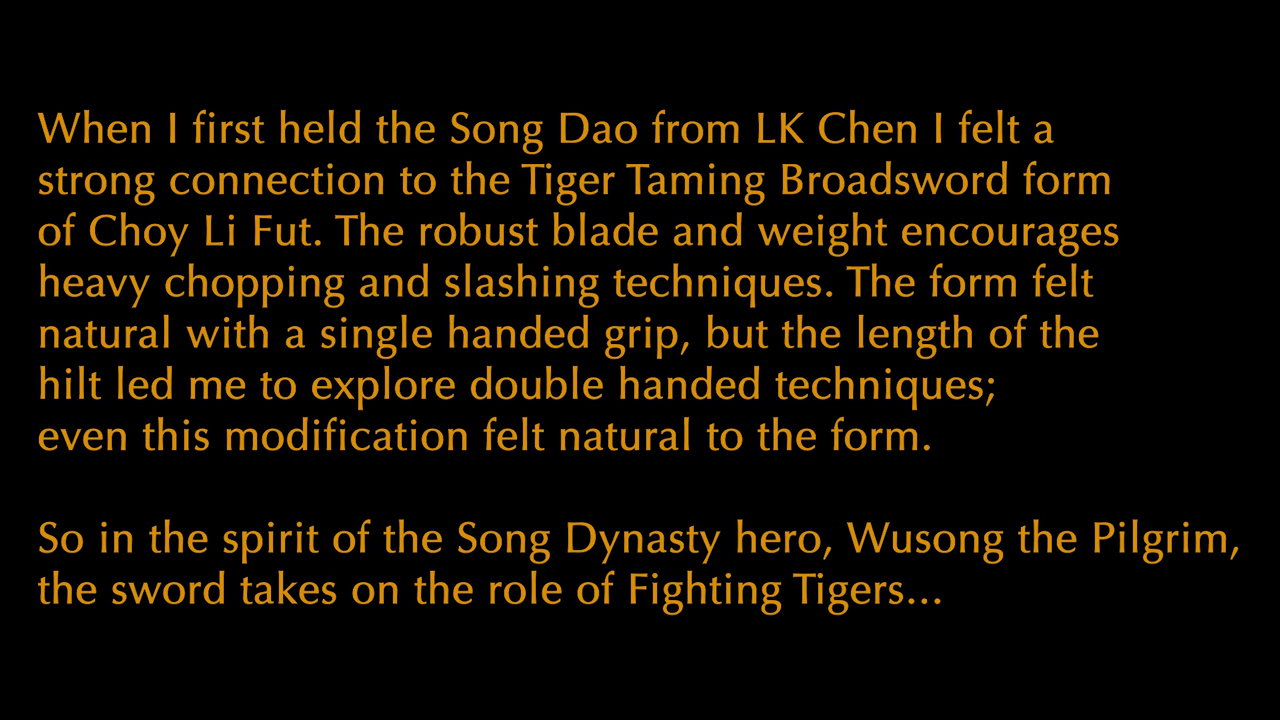 When I first held the Song Dao from LK Chen I felt a
strong connection to the Tiger Taming Broadsword form
of Choy Li Fut. The robust blade and weight encourages
heavy chopping and slashing techniques. The form felt
natural with a single handed grip, but the length of the
hilt led me to explore double handed techniques;
even this modification felt natural to the form.
So in the spirit of the Song Dynasty hero, Wusong the Pilgrim,
the sword takes on the role of Fighting Tigers...